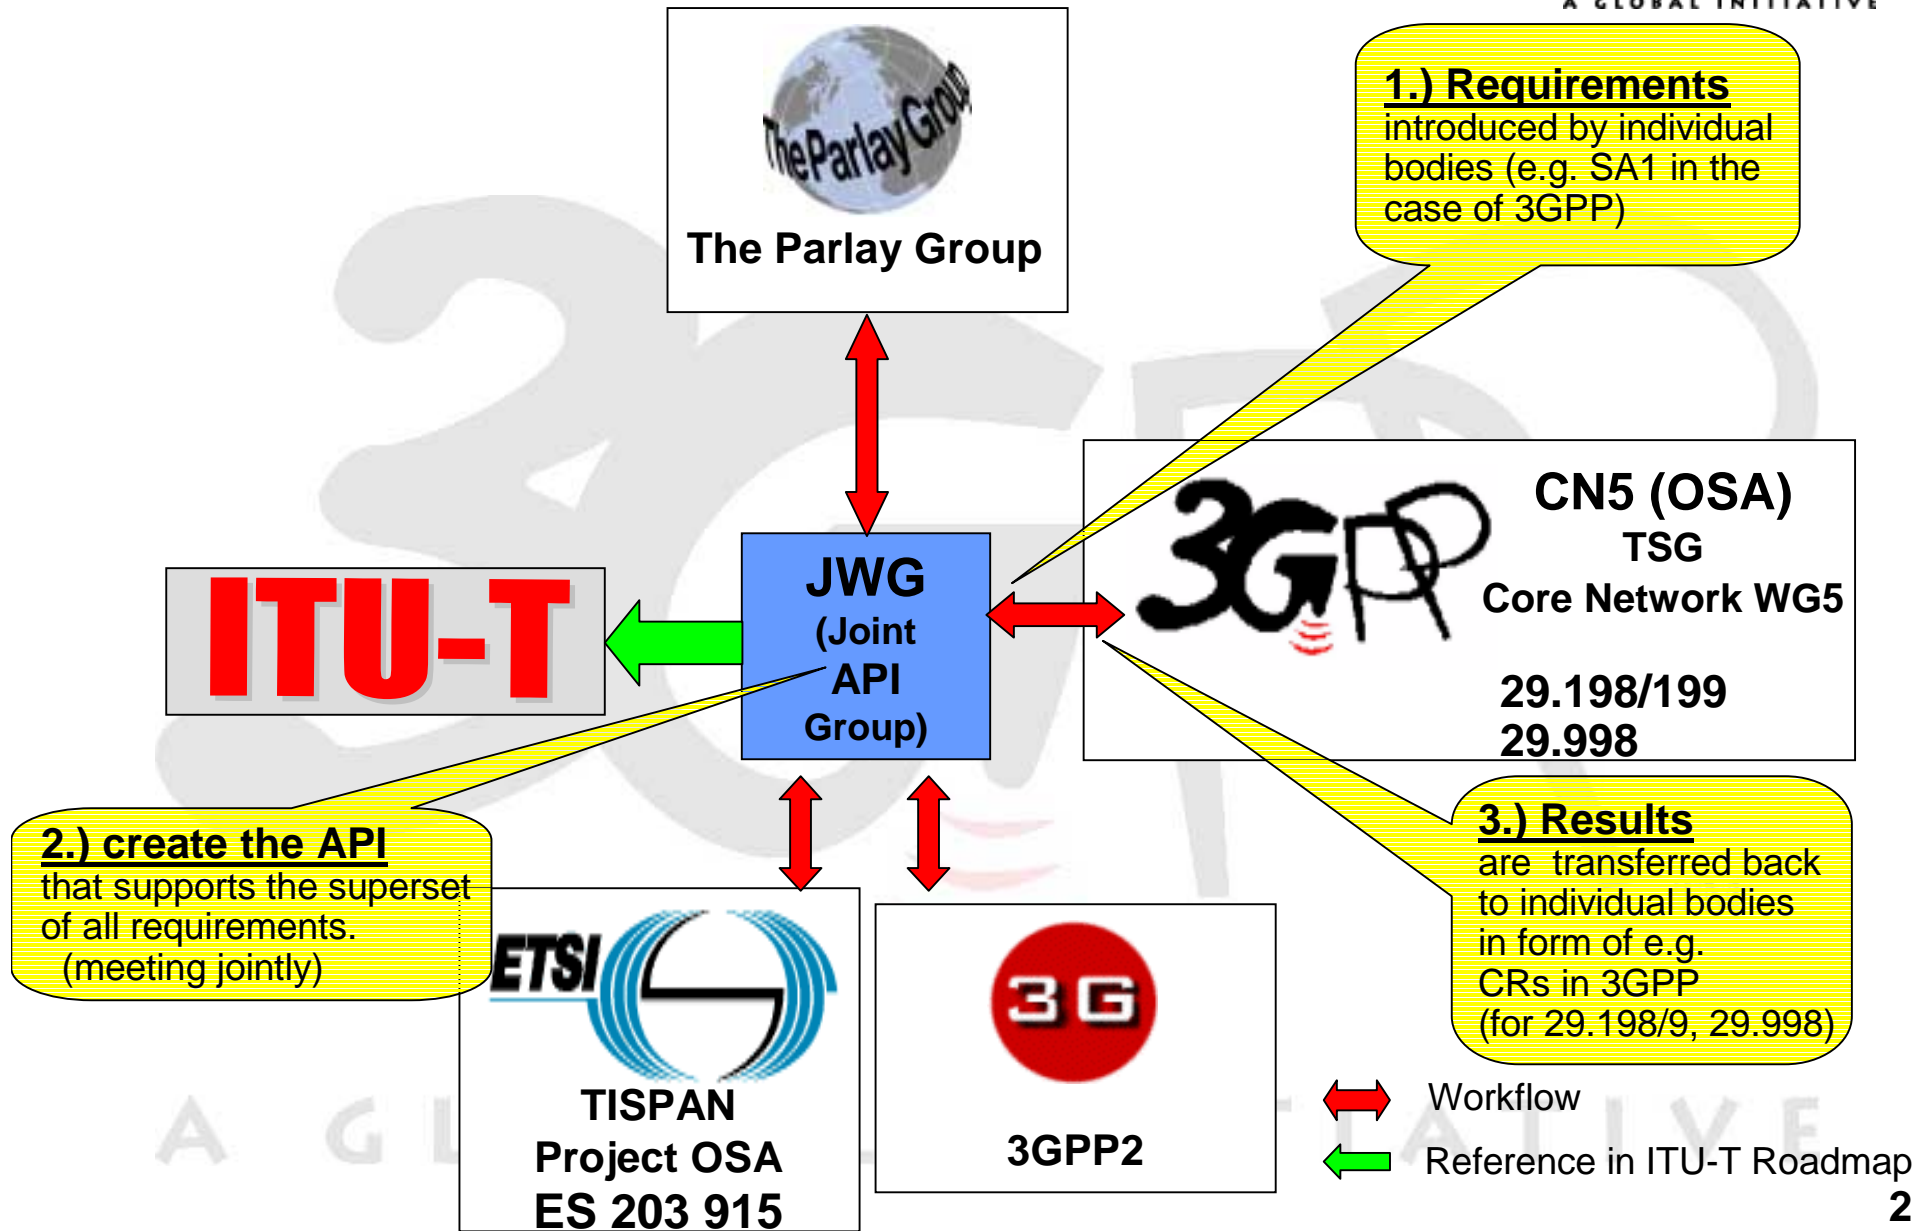 A GLOBAL INITIATIVE
TheParlayGroup
The Parlay Group
1.) Requirements
introduced by individual
bodies (e.g. SA1 in the
case of 3GPP)
3GPP
CN5 (OSA)
TSG
Core Network WG5
29.198/199
29.998
ITU-T
JWG
(Joint
API
Group)
2.) create the API
that supports the superset
of all requirements.
(meeting jointly)
3.) Results
are transferred back
to individual bodies
in form of e.g.
CRs in 3GPP
(for 29.198/9, 29.998)
ETSI
TISPAN
Project OSA
ES 203 915
3G
3GPP2
Workflow
Reference in ITU-T Roadmap
2